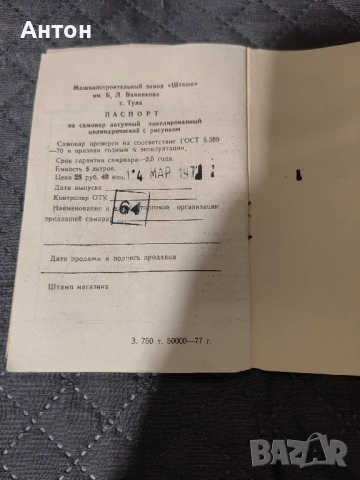 Антон
Машиностроительный завод «Штамп»
им. Б. Л. Ванникова
г. Тула
ПАСПОРТ
на самовар латунный никелированный
цилиндрический с рисунком
Самовар проверен на соответствие ГОСТ 5.389
—70 и признан годным к эксплуатации.
Срок гарантии самовара—2,5 года.
Емкость 5 литров.
Цена 25 руб. 40 коп.
14 МАР 197
Дата выпуска
Контролер ОТК
64
(Наименование и торговой организации
продавшей самовар)
Дата продажи и подпись продавца
Штамп магазина
З. 750 т. 50000—77 г.
BAZAR